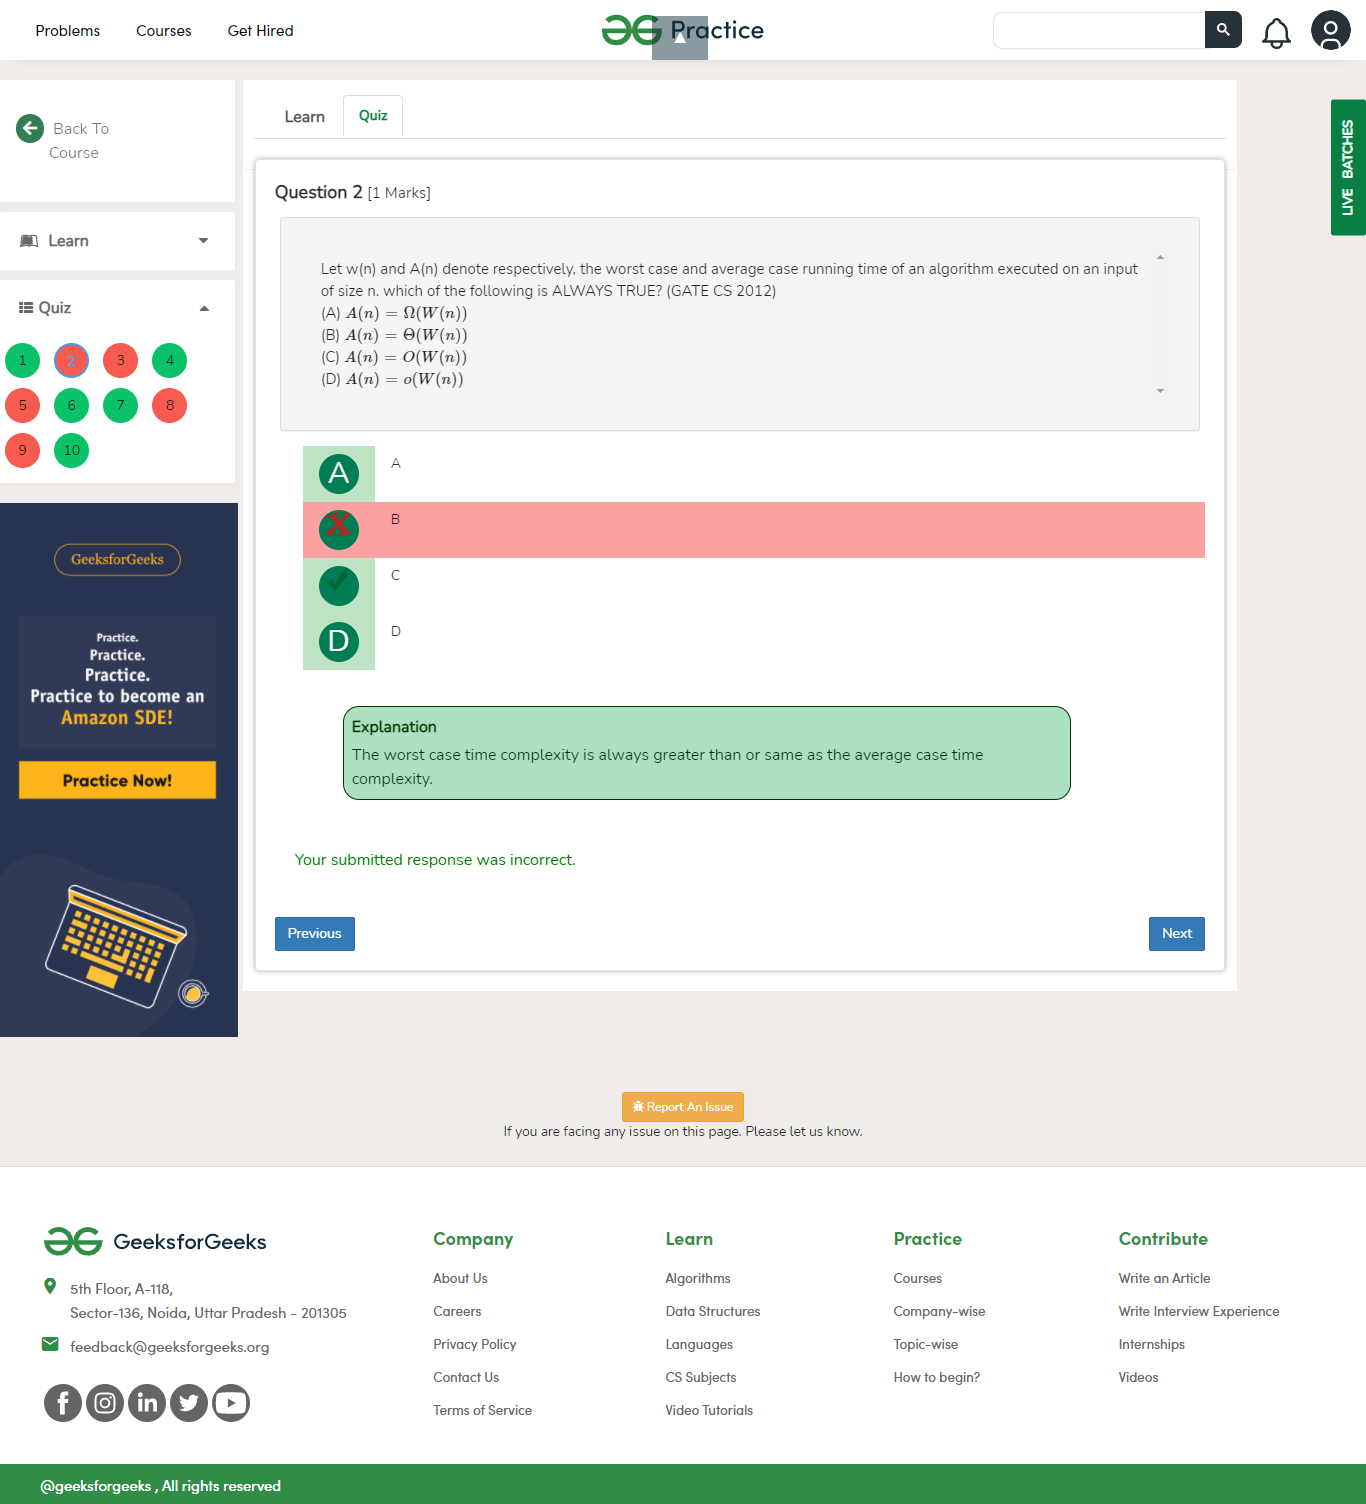 Problems
Courses
Get Hired
Practice
Back To
Course
Learn
Quiz
1
2
3
4
5
6
7
8
9
10
GeeksforGeeks
Practice.
Practice.
Practice.
Practice to become an
Amazon SDE!
Practice Now!
Learn
Quiz
Question 2 [1 Marks]
Let w(n) and A(n) denote respectively, the worst case and average case running time of an algorithm executed on an input
of size n. which of the following is ALWAYS TRUE? (GATE CS 2012)
(A) A(n) = Ω(W(n))
(B) A(n) = Θ(W(n))
(C) A(n) = O(W(n))
(D) A(n) = o(W(n))
A A
X B
C
D D
Explanation
The worst case time complexity is always greater than or same as the average case time
complexity.
Your submitted response was incorrect.
Previous
Next
LIVE BATCHES
Report An Issue
If you are facing any issue on this page. Please let us know.
GeeksforGeeks
5th Floor, A-118,
Sector-136, Noida, Uttar Pradesh - 201305
feedback@geeksforgeeks.org
Company
About Us
Careers
Privacy Policy
Contact Us
Terms of Service
Learn
Algorithms
Data Structures
Languages
CS Subjects
Video Tutorials
Practice
Courses
Company-wise
Topic-wise
How to begin?
Contribute
Write an Article
Write Interview Experience
Internships
Videos
@geeksforgeeks , All rights reserved